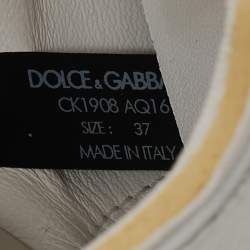 DOLCE & GABBA
CK1908 AQ16
SIZE: 37
MADE IN ITALY